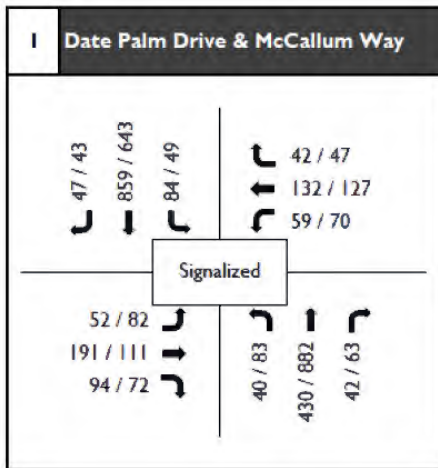 1 Date Palm Drive & McCallum Way
47 / 43
859 / 643
84 / 49
42 / 47
132 / 127
59 / 70
Signalized
52 / 82
191 / 111
94 / 72
40 / 83
430 / 882
42 / 63